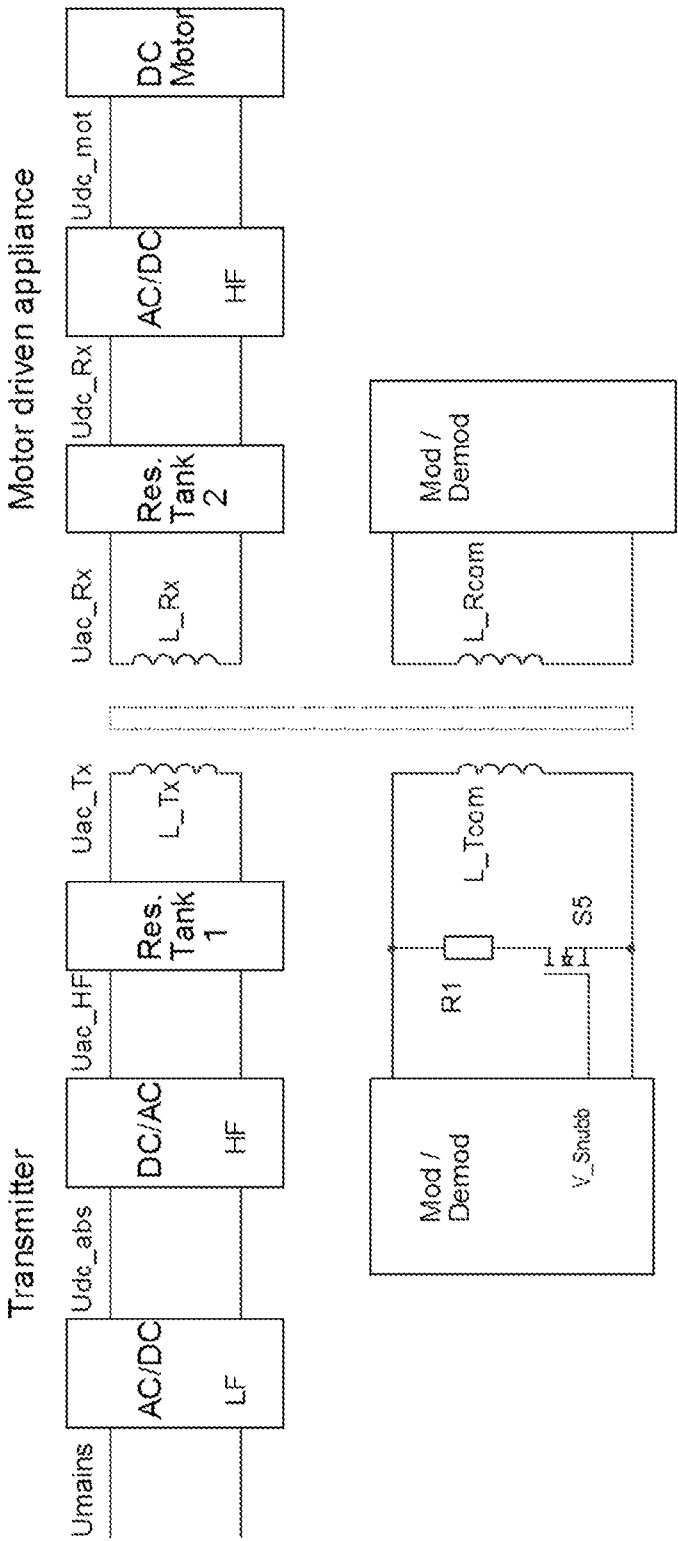 Transmitter
Motor driven appliance
Umains
AC/DC
LF
Udc_abs
DC/AC
HF
Uac_HF
Res.
Tank
1
Uac_Tx
L_Tx
Uac_Rx
L_Rx
Res.
Tank
2
Udc_Rx
AC/DC
HF
Udc_mot
DC
Motor
Mod /
Demod
V_Snubb
R1
S5
L_Tcom
L_Rcom
Mod /
Demod